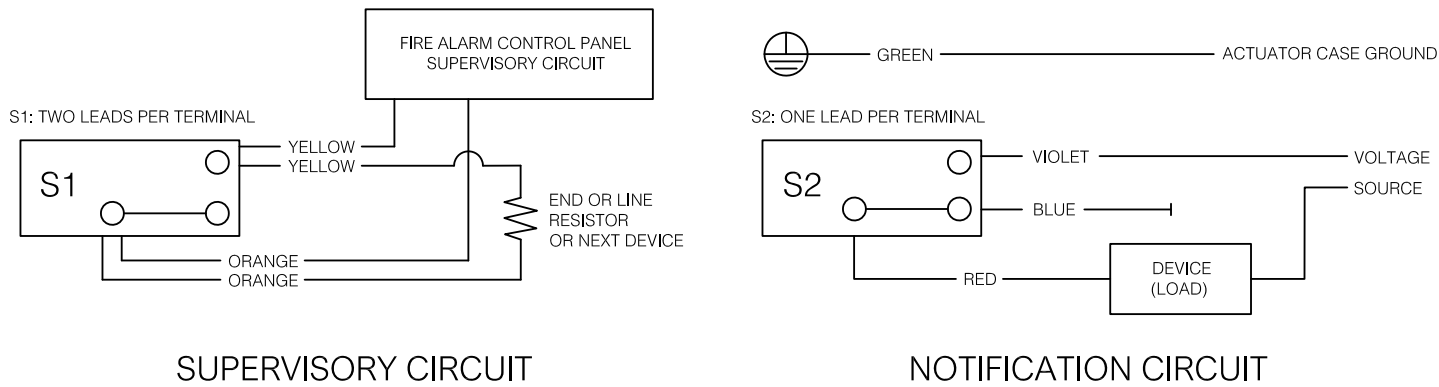 FIRE ALARM CONTROL PANEL
SUPERVISORY CIRCUIT
S1: TWO LEADS PER TERMINAL
S1
YELLOW
YELLOW
END OR LINE
RESISTOR
OR NEXT DEVICE
ORANGE
ORANGE
SUPERVISORY CIRCUIT
GREEN
ACTUATOR CASE GROUND
S2: ONE LEAD PER TERMINAL
S2
VIOLET
VOLTAGE
SOURCE
BLUE
RED
DEVICE
(LOAD)
NOTIFICATION CIRCUIT